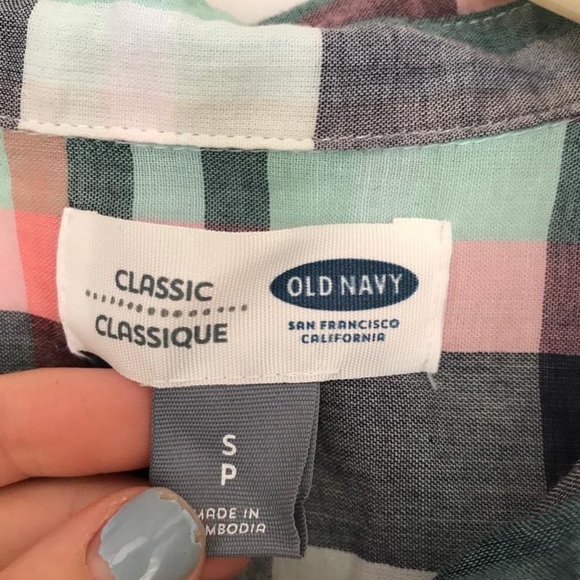 CLASSIC
CLASSIQUE
OLD NAVY
SAN FRANCISCO
CALIFORNIA
S
P
MADE IN